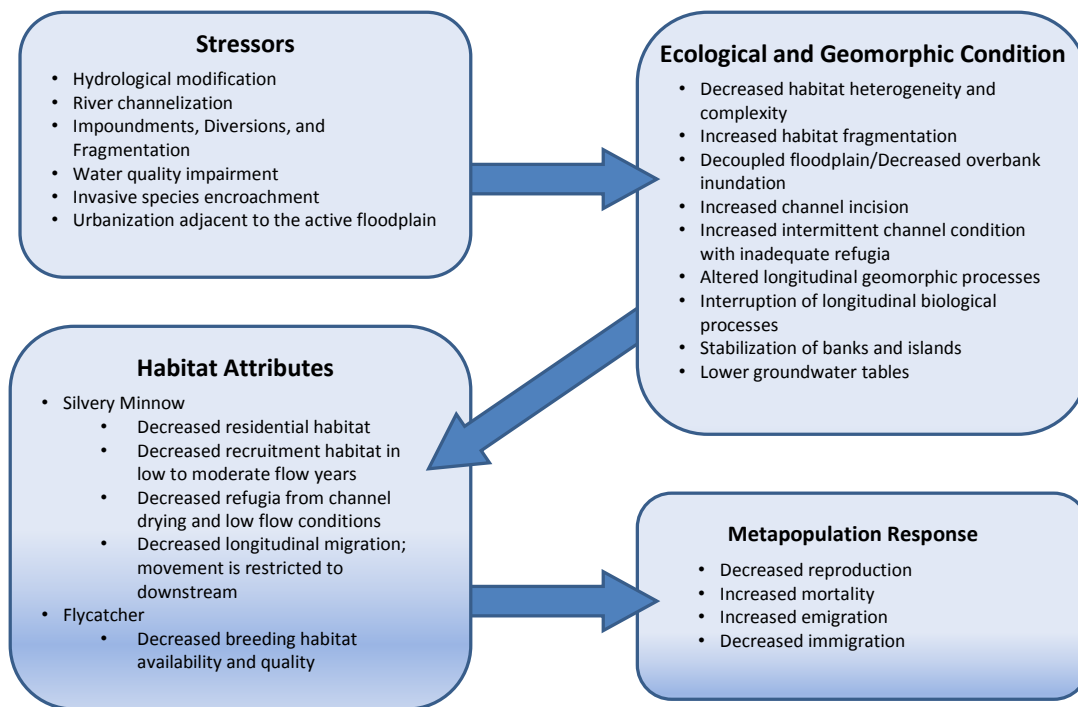 Stressors
• Hydrological modification
• River channelization
• Impoundments, Diversions, and
Fragmentation
• Water quality impairment
• Invasive species encroachment
• Urbanization adjacent to the active floodplain
Ecological and Geomorphic Condition
• Decreased habitat heterogeneity and
complexity
• Increased habitat fragmentation
• Decoupled floodplain/Decreased overbank
inundation
• Increased channel incision
• Increased intermittent channel condition
with inadequate refugia
• Altered longitudinal geomorphic processes
• Interruption of longitudinal biological
processes
• Stabilization of banks and islands
• Lower groundwater tables
Habitat Attributes
• Silvery Minnow
• Decreased residential habitat
• Decreased recruitment habitat in
low to moderate flow years
• Decreased refugia from channel
drying and low flow conditions
• Decreased longitudinal migration;
movement is restricted to
downstream
• Flycatcher
• Decreased breeding habitat
availability and quality
Metapopulation Response
• Decreased reproduction
• Increased mortality
• Increased emigration
• Decreased immigration